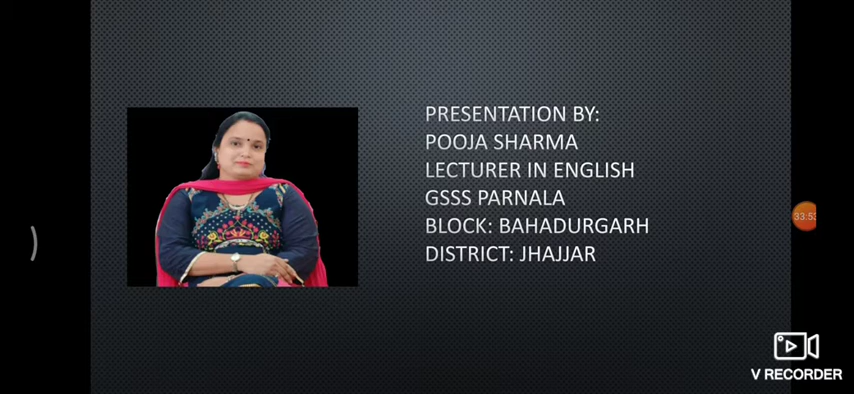 PRESENTATION BY:
POOJA SHARMA
LECTURER IN ENGLISH
GSSS PARNALA
BLOCK: BAHADURGARH
DISTRICT: JHAJJAR
33:53
V RECORDER